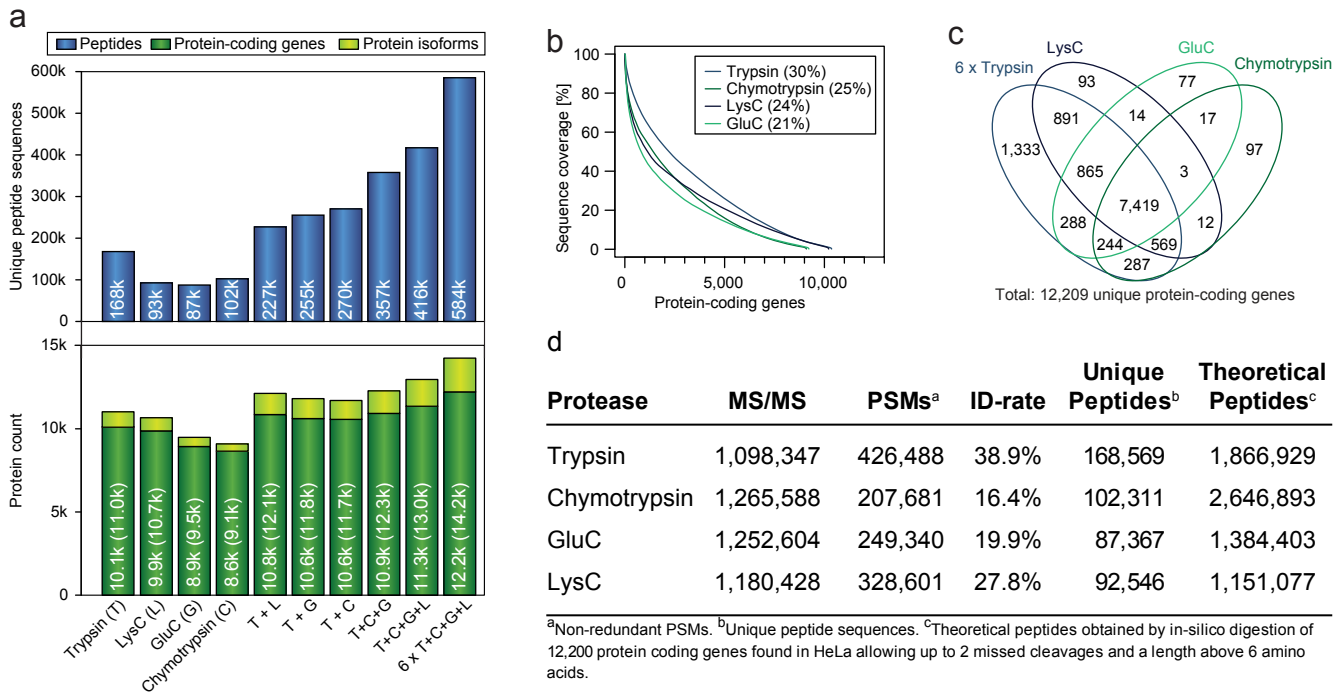 a
Peptides Protein-coding genes Protein isoforms
Unique peptide sequences
600k
500k
400k
300k
200k
100k
0
168k 93k 87k 102k 227k 255k 270k 357k 416k 584k
Protein count
15k
10k
5k
0
10.1k (11.0k) 9.9k (10.7k) 8.9k (9.5k) 8.6k (9.1k) 10.8k (12.1k) 10.6k (11.8k) 10.6k (11.7k) 10.9k (12.3k) 11.3k (13.0k) 12.2k (14.2k)
Trypsin (T) LysC (L) GluC (G) Chymotrypsin (C) T + L T + G T + C T+C+G T+C+G+L 6 x T+C+G+L
b
Sequence coverage [%]
100
80
60
40
20
0
Trypsin (30%)
Chymotrypsin (25%)
LysC (24%)
GluC (21%)
0 5,000 10,000
Protein-coding genes
c
LysC GluC
6 x Trypsin Chymotrypsin
93 77
891 14 17
1,333 97
865 3
7,419
288 12
244 569
287
Total: 12,209 unique protein-coding genes
d
Unique Theoretical
Protease MS/MS PSMsa ID-rate Peptidesb Peptidesc
Trypsin 1,098,347 426,488 38.9% 168,569 1,866,929
Chymotrypsin 1,265,588 207,681 16.4% 102,311 2,646,893
GluC 1,252,604 249,340 19.9% 87,367 1,384,403
LysC 1,180,428 328,601 27.8% 92,546 1,151,077
aNon-redundant PSMs. bUnique peptide sequences. cTheoretical peptides obtained by in-silico digestion of
12,200 protein coding genes found in HeLa allowing up to 2 missed cleavages and a length above 6 amino
acids.